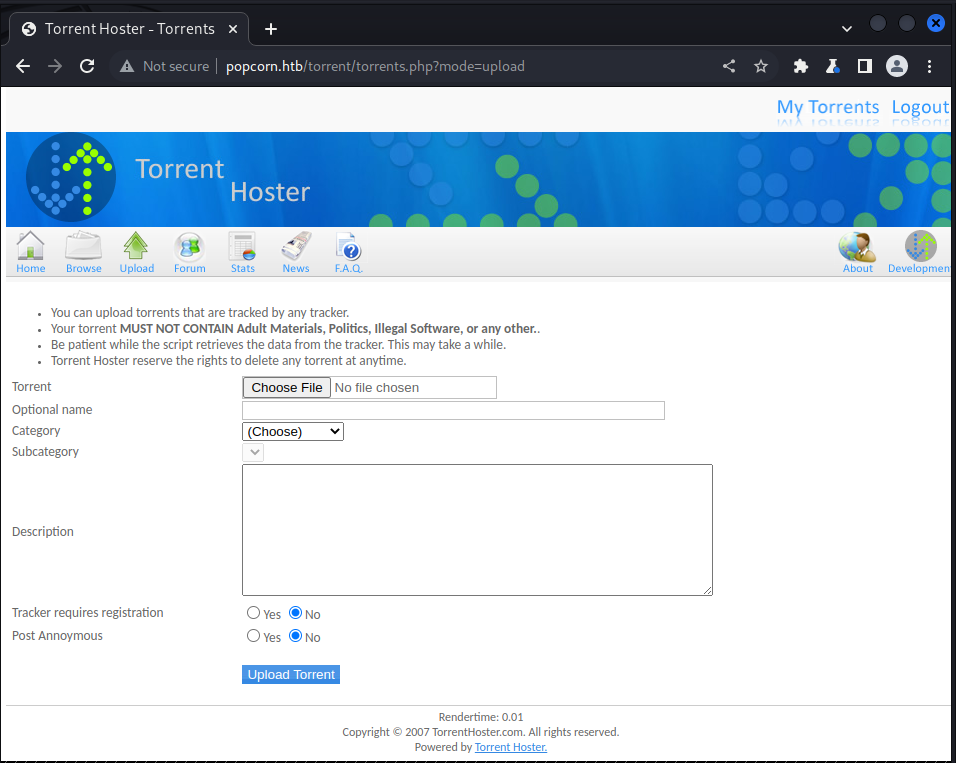 Torrent Hoster - Torrents
Not secure popcorn.htb/torrent/torrents.php?mode=upload
My Torrents Logout
Torrent
Hoster
Home Browse Upload Forum Stats News F.A.Q. About Developmen
You can upload torrents that are tracked by any tracker.
Your torrent MUST NOT CONTAIN Adult Materials, Politics, Illegal Software, or any other..
Be patient while the script retrieves the data from the tracker. This may take a while.
Torrent Hoster reserve the rights to delete any torrent at anytime.
Torrent Choose File No file chosen
Optional name
Category (Choose)
Subcategory
Description
Tracker requires registration Yes No
Post Annoymous Yes No
Upload Torrent
Rendertime: 0.01
Copyright © 2007 TorrentHoster.com. All rights reserved.
Powered by Torrent Hoster.